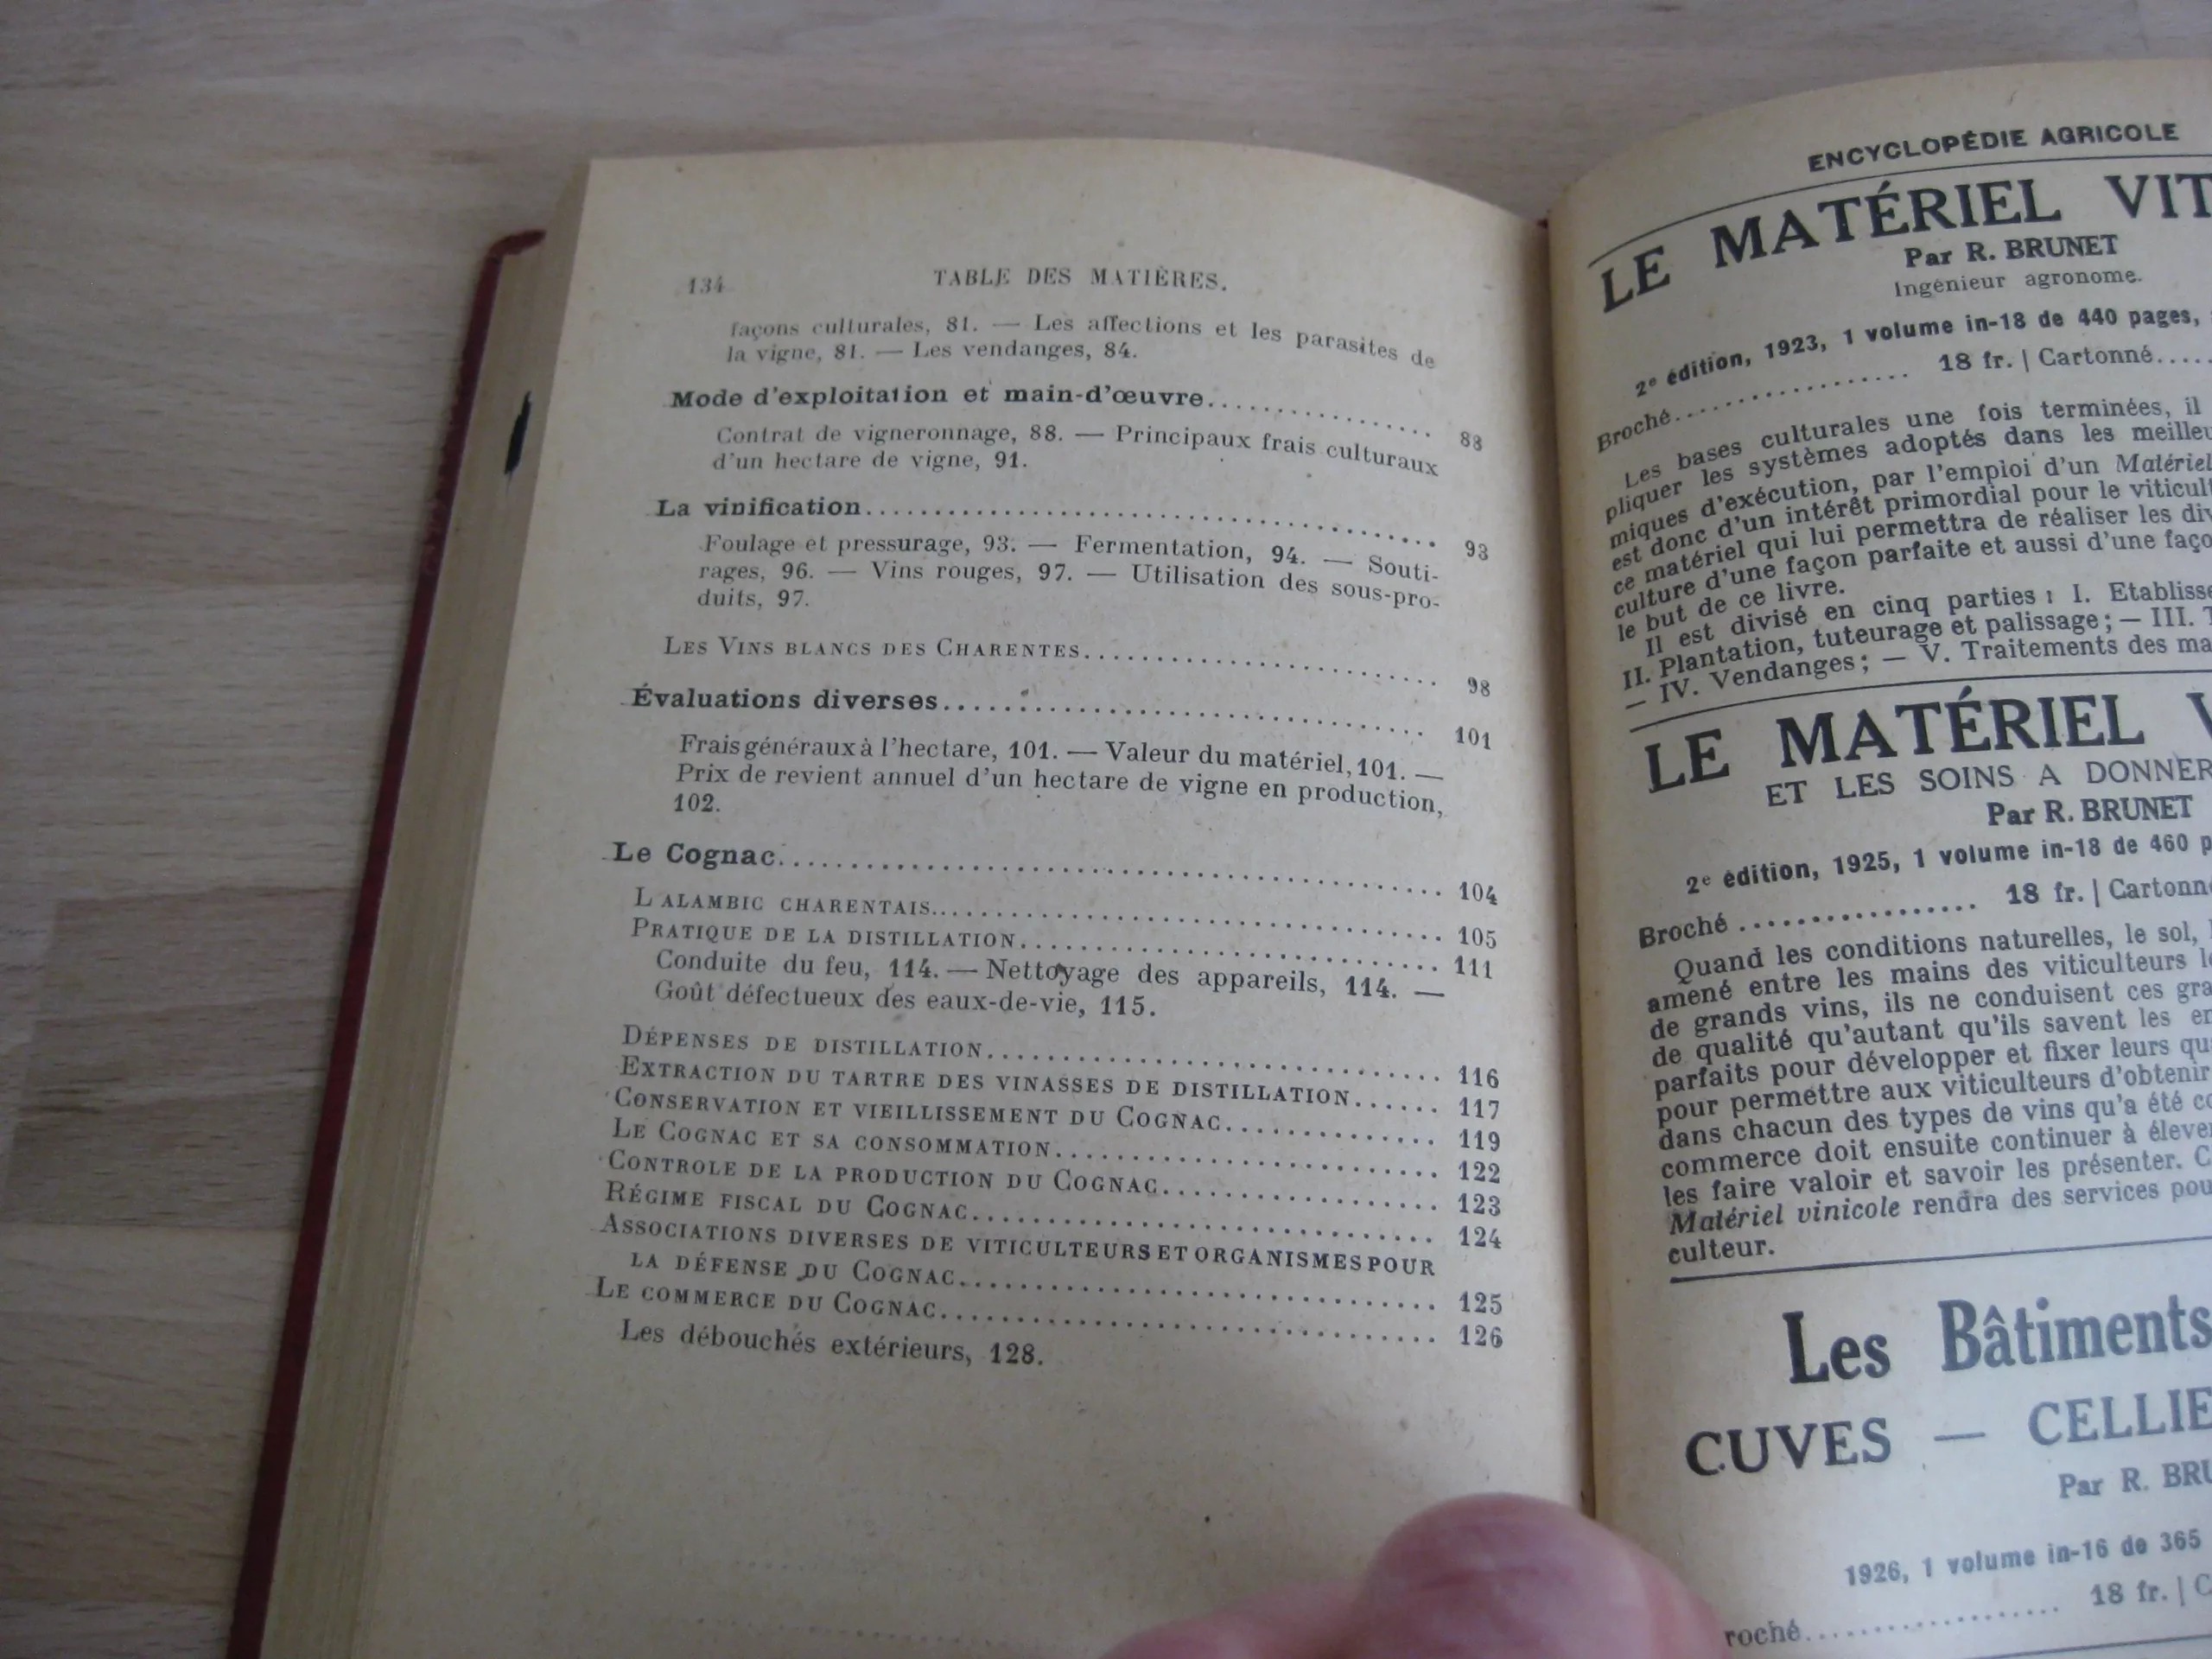 134 TABLE DES MATIÈRES.
façons culturales, 81. — Les affections et les parasites de
la vigne, 81. — Les vendanges, 84.
Mode d'exploitation et main-d'œuvre.................... 88
Contrat de vigneronnage, 88. — Principaux frais culturaux
d'un hectare de vigne, 91.
La vinification........................................ 93
Foulage et pressurage, 93. — Fermentation, 94. — Souti-
rages, 96. — Vins rouges, 97. — Utilisation des sous-pro-
duits, 97.
LES VINS BLANCS DES CHARENTES............................ 98
Évaluations diverses................................... 101
Frais généraux à l'hectare, 101. — Valeur du matériel, 101. —
Prix de revient annuel d'un hectare de vigne en production,
102.
Le Cognac.............................................. 104
L'ALAMBIC CHARENTAIS..................................... 105
PRATIQUE DE LA DISTILLATION.............................. 111
Conduite du feu, 114. — Nettoyage des appareils, 114. —
Goût défectueux des eaux-de-vie, 115.
DÉPENSES DE DISTILLATION................................. 116
EXTRACTION DU TARTRE DES VINASSES DE DISTILLATION...... 117
CONSERVATION ET VIEILLISSEMENT DU COGNAC............... 119
LE COGNAC ET SA CONSOMMATION........................... 122
CONTROLE DE LA PRODUCTION DU COGNAC.................... 123
RÉGIME FISCAL DU COGNAC................................ 124
ASSOCIATIONS DIVERSES DE VITICULTEURS ET ORGANISMES POUR
LA DÉFENSE DU COGNAC................................... 125
LE COMMERCE DU COGNAC.................................. 126
Les débouchés extérieurs, 128.
ENCYCLOPÉDIE AGRICOLE
LE MATÉRIEL VIT
Par R. BRUNET
Ingénieur agronome.
2e édition, 1923, 1 volume in-18 de 440 pages,
Broché................ 18 fr. | Cartonné.....
Les bases culturales une fois terminées, il
pliquer les systèmes adoptés dans les meilleu
miques d'exécution, par l'emploi d'un Matériel
est donc d'un intérêt primordial pour le viticult
ce matériel qui lui permettra de réaliser les div
culture d'une façon parfaite et aussi d'une faço
le but de ce livre.
Il est divisé en cinq parties : I. Etablisse
II. Plantation, tuteurage et palissage ; — III. T
— IV. Vendanges ; — V. Traitements des ma
LE MATÉRIEL V
ET LES SOINS A DONNER
Par R. BRUNET
2e édition, 1925, 1 volume in-18 de 460 p
Broché ................. 18 fr. | Cartonn
Quand les conditions naturelles, le sol,
amené entre les mains des viticulteurs l
de grands vins, ils ne conduisent ces gra
de qualité qu'autant qu'ils savent les en
parfaits pour développer et fixer leurs qu
pour permettre aux viticulteurs d'obtenir
dans chacun des types de vins qu'a été co
commerce doit ensuite continuer à élever
les faire valoir et savoir les présenter. C
Matériel vinicole rendra des services pou
culteur.
Les Bâtiments
CUVES — CELLIE
Par R. BRU
1926, 1 volume in-16 de 365
roché.................. 18 fr. | C